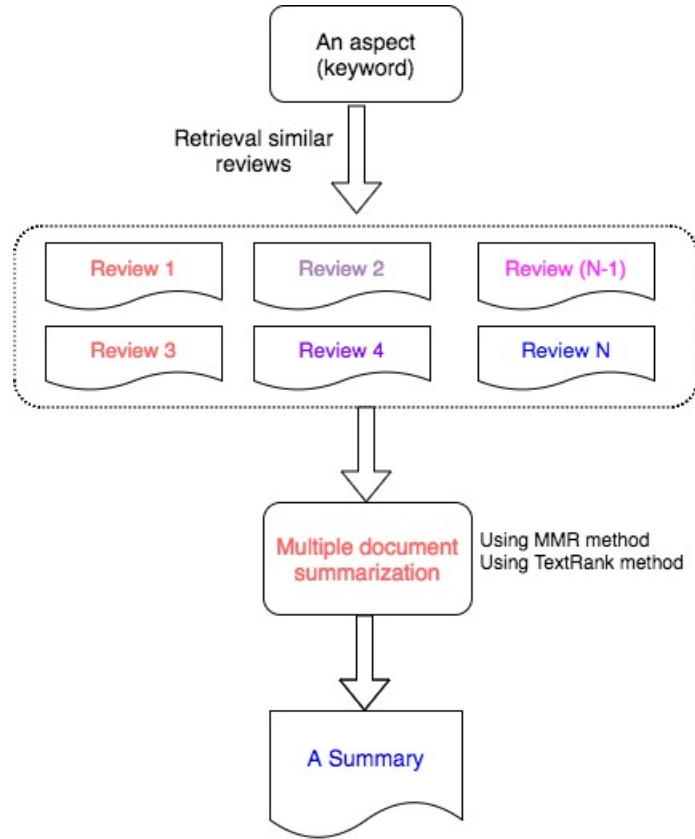 An aspect
(keyword)
Retrieval similar
reviews
Review 1
Review 2
Review (N-1)
Review 3
Review 4
Review N
Multiple document
summarization
Using MMR method
Using TextRank method
A Summary